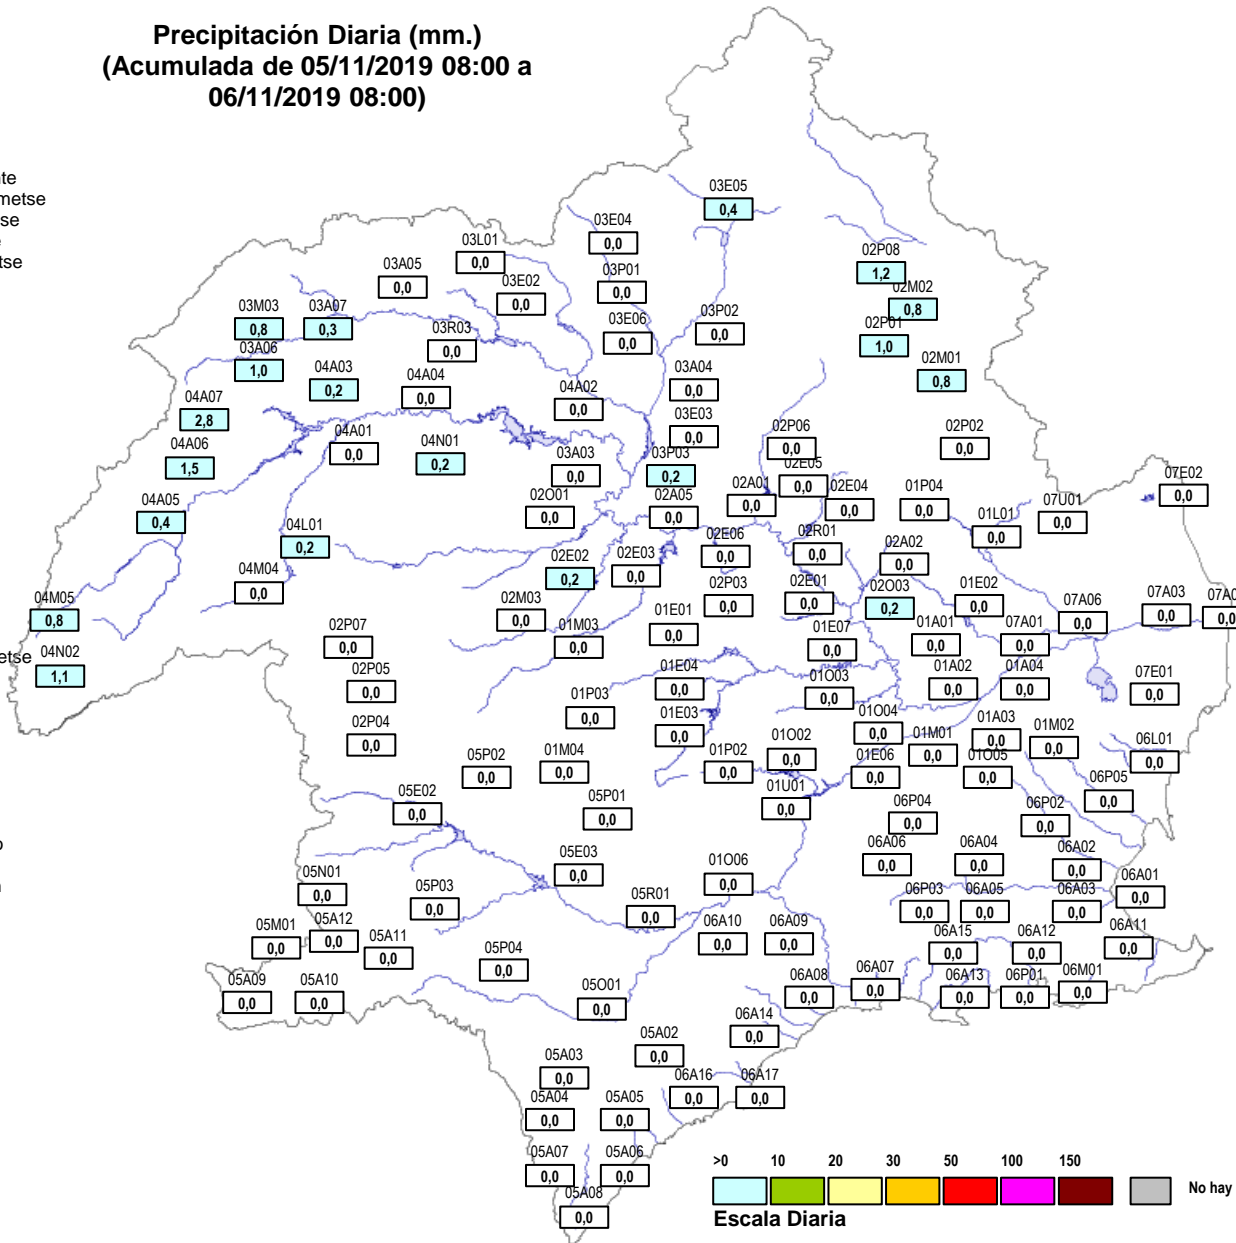 Precipitación Diaria (mm.)
(Acumulada de 05/11/2019 08:00 a
06/11/2019 08:00)
nte
metse
se
e
tse
etse
o
n
03E05
0,4
03E04
0,0
03L01
0,0
02P08
1,2
03A05
0,0
03P01
0,0
03E02
0,0
02M02
0,8
03M03
0,8
03A07
0,3
03P02
0,0
03E06
0,0
02P01
1,0
03R03
0,0
03A06
1,0
02M01
0,8
04A03
0,2
03A04
0,0
04A04
0,0
04A02
0,0
04A07
2,8
03E03
0,0
04A01
0,0
04N01
0,2
02P06
0,0
02P02
0,0
04A06
1,5
03A03
0,0
03P03
0,2
02E05
0,0
07E02
0,0
04A05
0,4
02O01
0,0
02A05
0,0
02A01
0,0
02E04
0,0
01P04
0,0
07U01
0,0
01L01
0,0
04L01
0,2
02E06
0,0
02R01
0,0
02A02
0,0
02E02
0,2
02E03
0,0
04M04
0,0
02P03
0,0
02E01
0,0
02O03
0,2
01E02
0,0
07A03
0,0
07A0
0,0
07A06
0,0
04M05
0,8
02M03
0,0
01E01
0,0
02P07
0,0
01M03
0,0
01E07
0,0
01A01
0,0
07A01
0,0
04N02
1,1
02P05
0,0
01E04
0,0
01O03
0,0
01A02
0,0
01A04
0,0
07E01
0,0
01P03
0,0
01E03
0,0
01O04
0,0
02P04
0,0
01A03
0,0
01M02
0,0
01M01
0,0
06L01
0,0
05P02
0,0
01M04
0,0
01P02
0,0
01O02
0,0
01E06
0,0
01O05
0,0
06P05
0,0
05E02
0,0
05P01
0,0
01U01
0,0
06P04
0,0
06P02
0,0
05E03
0,0
06A06
0,0
06A04
0,0
06A02
0,0
05N01
0,0
05P03
0,0
01O06
0,0
06A01
0,0
05R01
0,0
06P03
0,0
06A05
0,0
06A03
0,0
05M01
0,0
05A12
0,0
05A11
0,0
06A10
0,0
06A09
0,0
06A15
0,0
06A12
0,0
06A11
0,0
05P04
0,0
05A09
0,0
05A10
0,0
05O01
0,0
06A08
0,0
06A07
0,0
06A13
0,0
06P01
0,0
06M01
0,0
06A14
0,0
05A02
0,0
05A03
0,0
06A16
0,0
06A17
0,0
05A04
0,0
05A05
0,0
05A07
0,0
05A06
0,0
05A08
0,0
>0 10 20 30 50 100 150
No hay
Escala Diaria